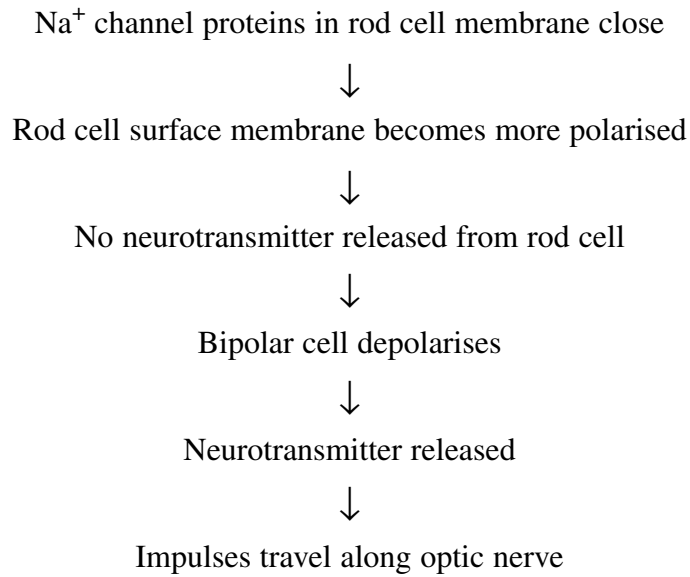 Na⁺ channel proteins in rod cell membrane close
↓
Rod cell surface membrane becomes more polarised
↓
No neurotransmitter released from rod cell
↓
Bipolar cell depolarises
↓
Neurotransmitter released
↓
Impulses travel along optic nerve